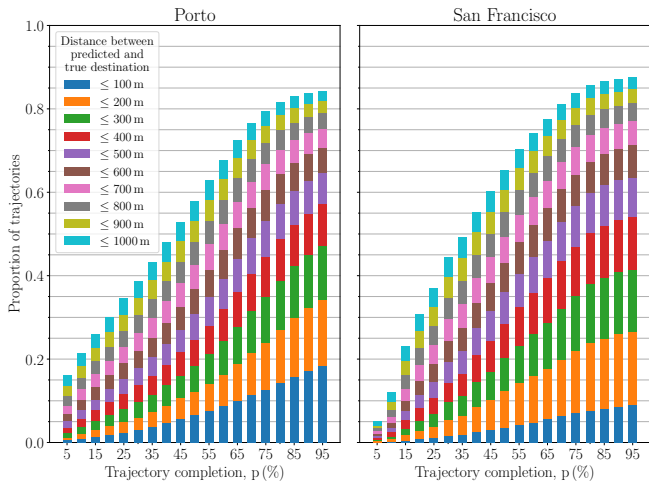 Porto
San Francisco
Proportion of trajectories
1.0
0.8
0.6
0.4
0.2
0.0
Distance between
predicted and
true destination
≤ 100 m
≤ 200 m
≤ 300 m
≤ 400 m
≤ 500 m
≤ 600 m
≤ 700 m
≤ 800 m
≤ 900 m
≤ 1000 m
5 15 25 35 45 55 65 75 85 95
5 15 25 35 45 55 65 75 85 95
Trajectory completion, p (%)
Trajectory completion, p (%)